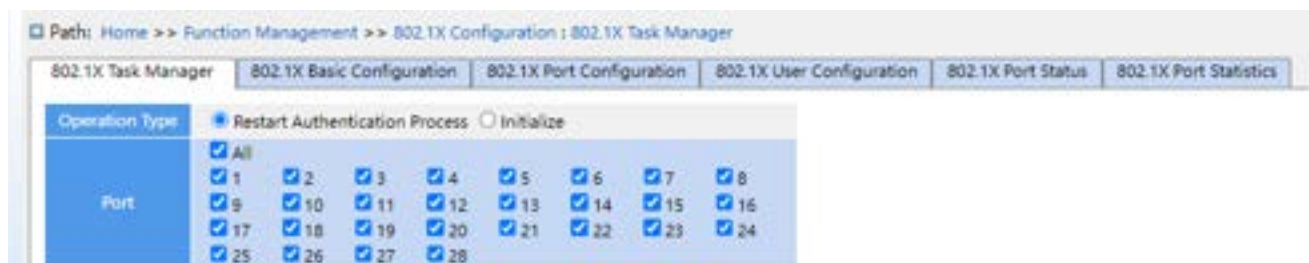 Path: Home >> Function Management >> 802.1X Configuration : 802.1X Task Manager
802.1X Task Manager 802.1X Basic Configuration 802.1X Port Configuration 802.1X User Configuration 802.1X Port Status 802.1X Port Statistics
Operation Type Restart Authentication Process Initialize
All
1 2 3 4 5 6 7 8
Port
9 10 11 12 13 14 15 16
17 18 19 20 21 22 23 24
25 26 27 28